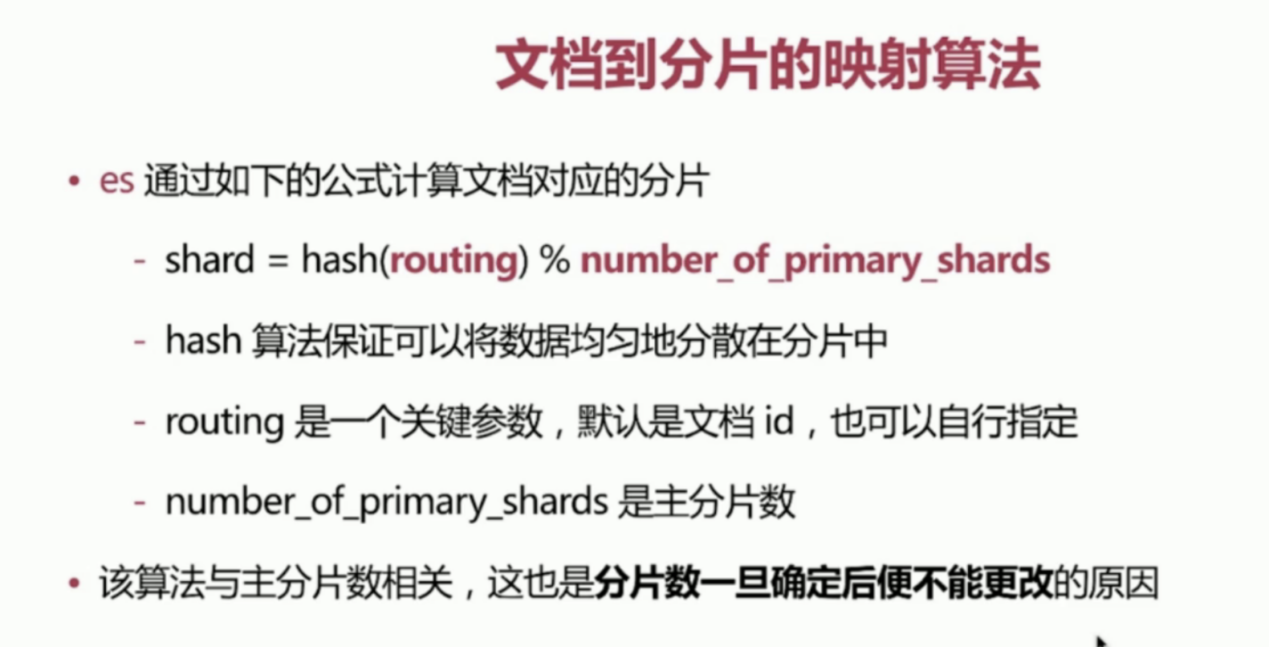 文档到分片的映射算法
• es 通过如下的公式计算文档对应的分片
- shard = hash(routing) % number_of_primary_shards
- hash 算法保证可以将数据均匀地分散在分片中
- routing 是一个关键参数，默认是文档 id，也可以自行指定
- number_of_primary_shards 是主分片数
• 该算法与主分片数相关，这也是分片数一旦确定后便不能更改的原因